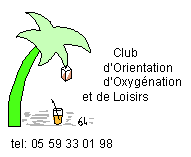 Club
d'Orientation
d'Oxygénation
et de Loisirs
64
tel: 05 59 33 01 98